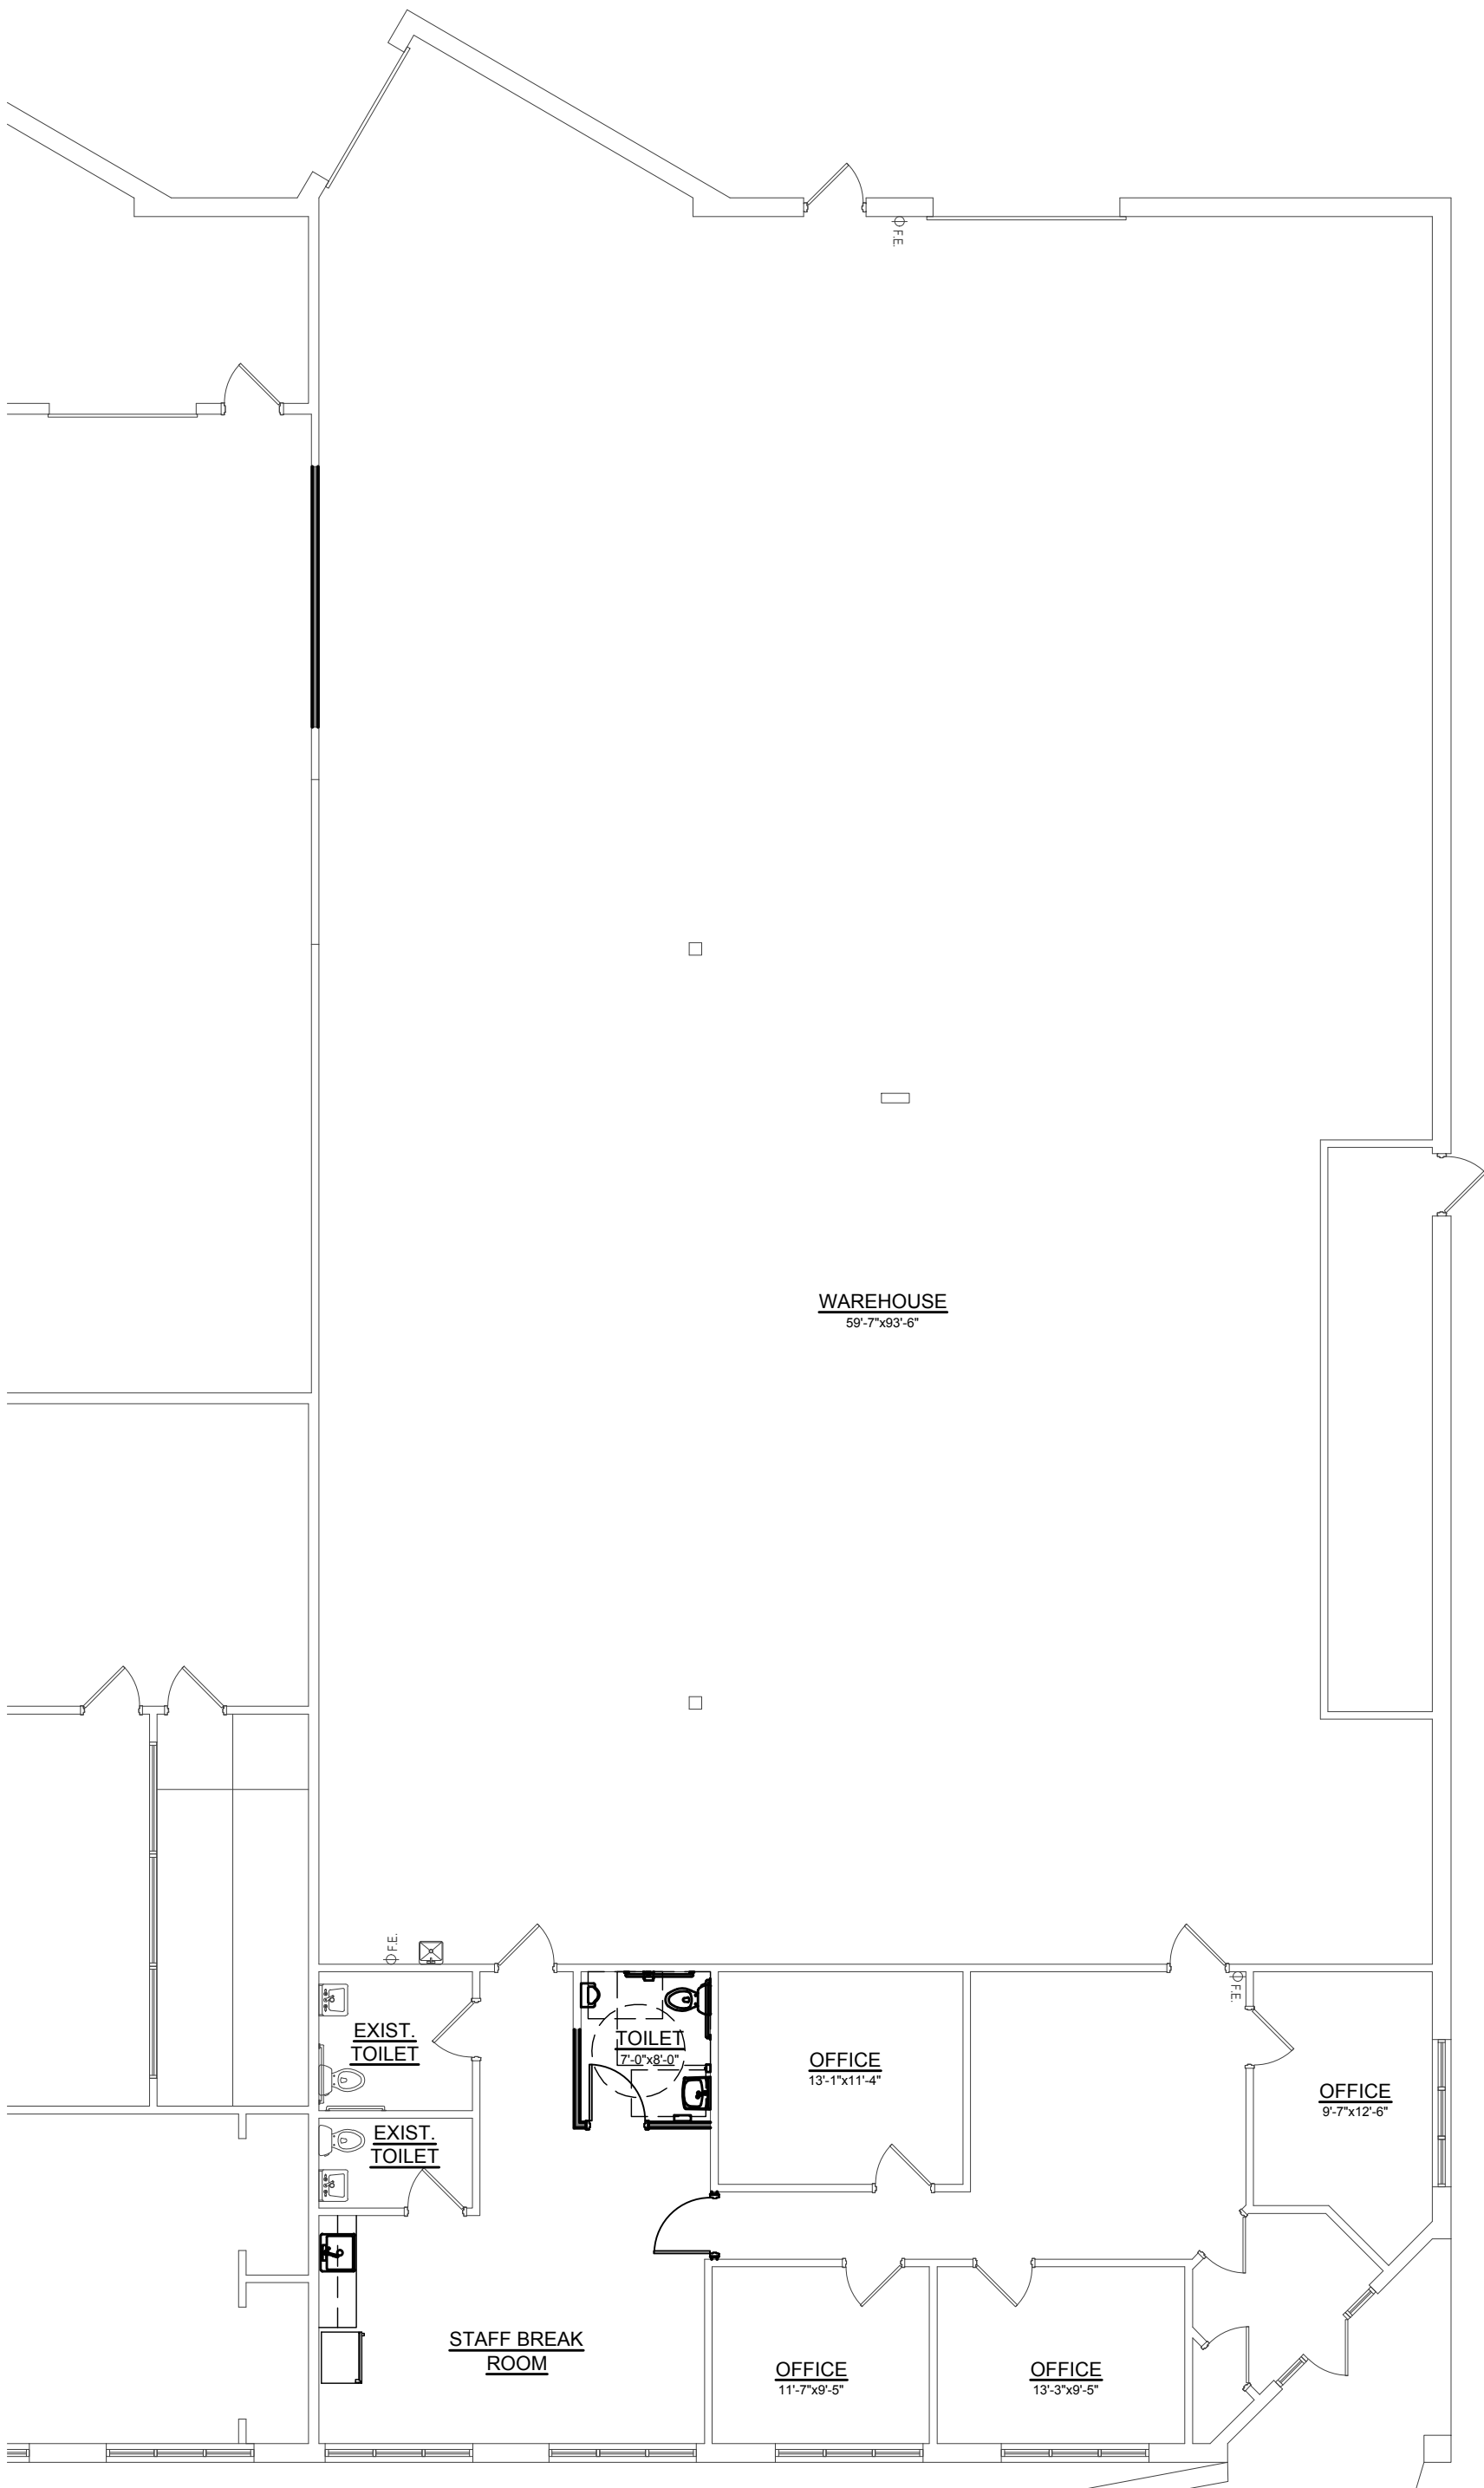 F.E.
WAREHOUSE
59'-7"x93'-6"
F.E.
F.E.
EXIST.
TOILET
TOILET
7'-0"x8'-0"
OFFICE
13'-1"x11'-4"
OFFICE
9'-7"x12'-6"
EXIST.
TOILET
STAFF BREAK
ROOM
OFFICE
11'-7"x9'-5"
OFFICE
13'-3"x9'-5"